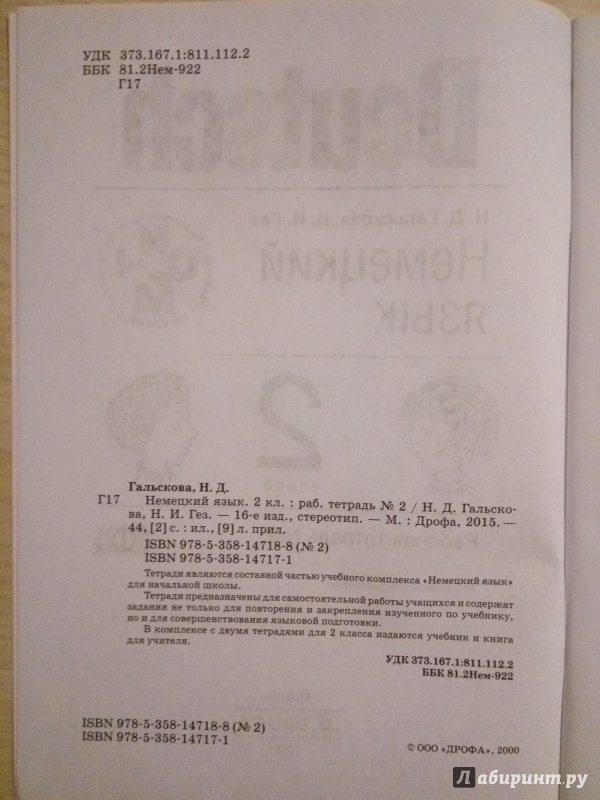 УДК 373.167.1:811.112.2
ББК 81.2Нем-922
Г17
Deutsch
Н. Д. Гальскова, Н. И. Гез
Немецкий
язык
2
класс
Гальскова, Н. Д.
Г17 Немецкий язык. 2 кл. : раб. тетрадь № 2 / Н. Д. Гальско-
ва, Н. И. Гез. — 16-е изд., стереотип. — М. : Дрофа, 2015. —
44, [2] с. : ил., [9] л. прил.
ISBN 978-5-358-14718-8 (№ 2)
ISBN 978-5-358-14717-1
Тетради являются составной частью учебного комплекса «Немецкий язык»
для начальной школы.
Тетради предназначены для самостоятельной работы учащихся и содержат
задания не только для повторения и закрепления изученного по учебнику,
но и для совершенствования языковой подготовки.
В комплексе с двумя тетрадями для 2 класса издаются учебник и книга
для учителя.
УДК 373.167.1:811.112.2
ББК 81.2Нем-922
ISBN 978-5-358-14718-8 (№ 2)
ISBN 978-5-358-14717-1
© ООО «ДРОФА», 2000
Лабиринт.ру